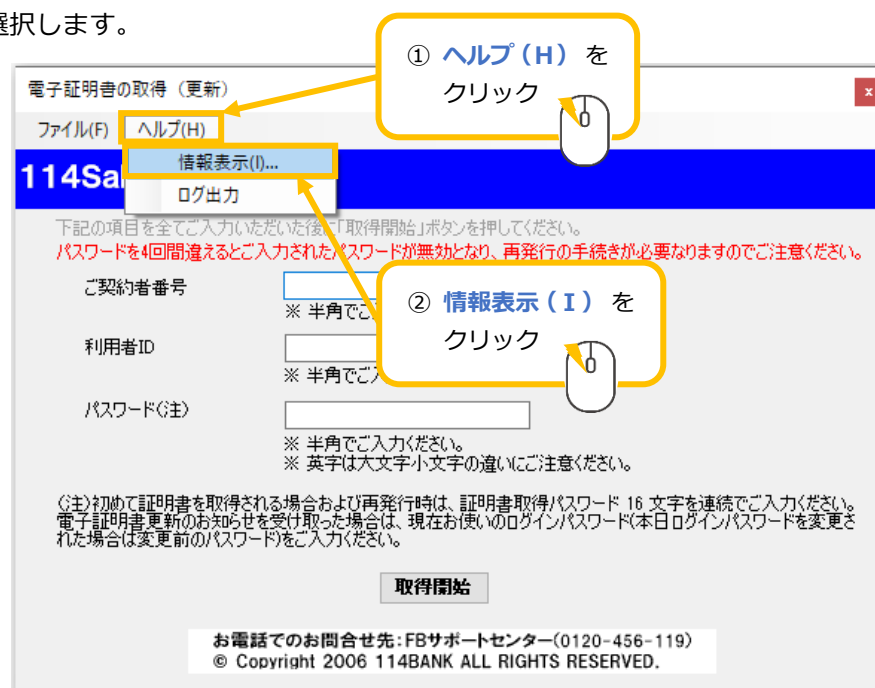 選択します。
① ヘルプ（H） を
クリック
電子証明書の取得（更新）
x
ファイル(F) ヘルプ(H)
情報表示(I)...
114Sa
ログ出力
下記の項目を全てご入力いただいた後に「取得開始」ボタンを押してください。
パスワードを4回間違えるとご入力されたパスワードが無効となり、再発行の手続きが必要なりますのでご注意ください。
ご契約者番号
※ 半角でご
② 情報表示（I） を
クリック
利用者ID
※ 半角でご
パスワード(注)
※ 半角でご入力ください。
※ 英字は大文字小文字の違いにご注意ください。
(注)初めて証明書を取得される場合および再発行時は、証明書取得パスワード 16 文字を連続でご入力ください。
電子証明書更新のお知らせを受け取った場合は、現在お使いのログインパスワード(本日ログインパスワードを変更さ
れた場合は変更前のパスワード)をご入力ください。
取得開始
お電話でのお問合せ先:FBサポートセンター(0120-456-119)
© Copyright 2006 114BANK ALL RIGHTS RESERVED.